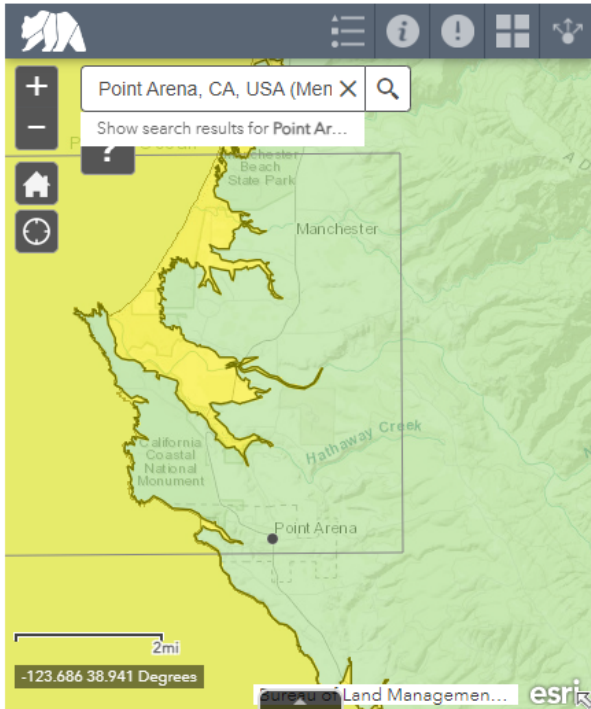 +
Point Arena, CA, USA (Men
Show search results for Point Ar...
−
?
Beach
State Park
Manchester
California
Coastal
National
Monument
Hathaway Creek
Point Arena
2mi
-123.686 38.941 Degrees
Bureau of Land Managemen...
esri